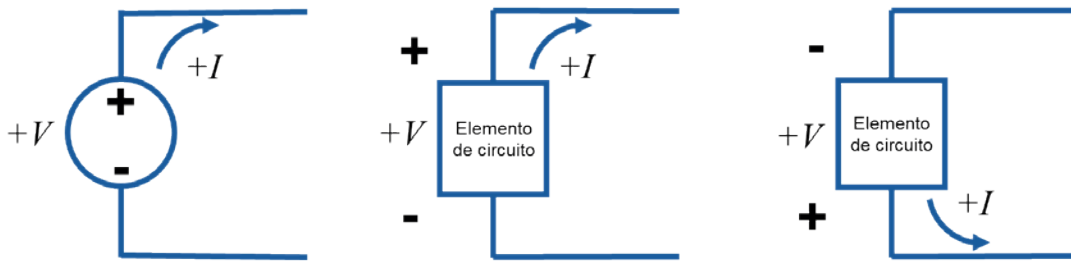 +I
+
+V
-
+
+I
+V
Elemento
de circuito
-
-
+V
Elemento
de circuito
+
+I